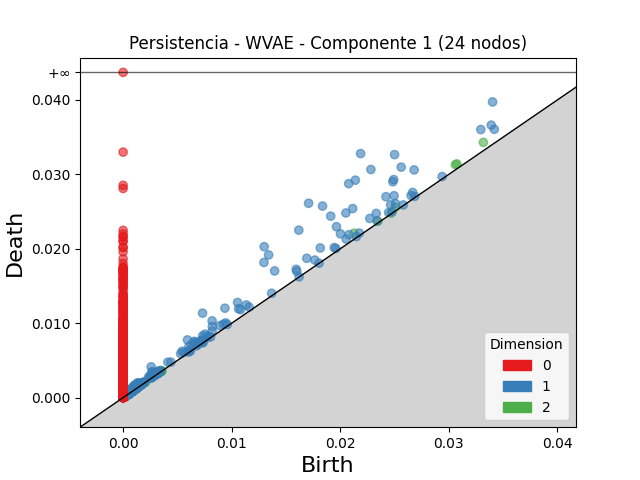 Persistencia - WVAE - Componente 1 (24 nodos)
+∞
0.040
0.030
0.020
0.010
0.000
Death
0.00 0.01 0.02 0.03 0.04
Birth
Dimension
0
1
2